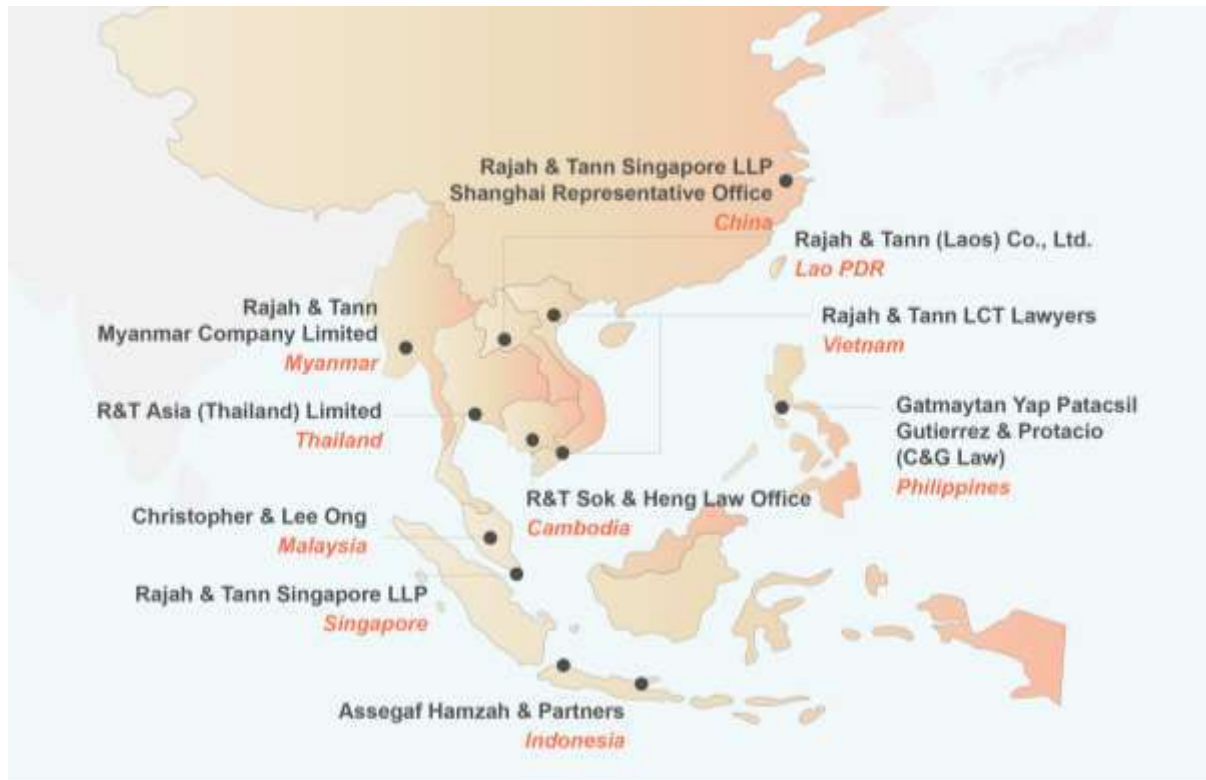 Rajah & Tann Singapore LLP
Shanghai Representative Office
China
Rajah & Tann (Laos) Co., Ltd.
Lao PDR
Rajah & Tann
Myanmar Company Limited
Myanmar
Rajah & Tann LCT Lawyers
Vietnam
R&T Asia (Thailand) Limited
Thailand
Gatmaytan Yap Patacsil
Gutierrez & Protacio
(C&G Law)
Philippines
R&T Sok & Heng Law Office
Cambodia
Christopher & Lee Ong
Malaysia
Rajah & Tann Singapore LLP
Singapore
Assegaf Hamzah & Partners
Indonesia